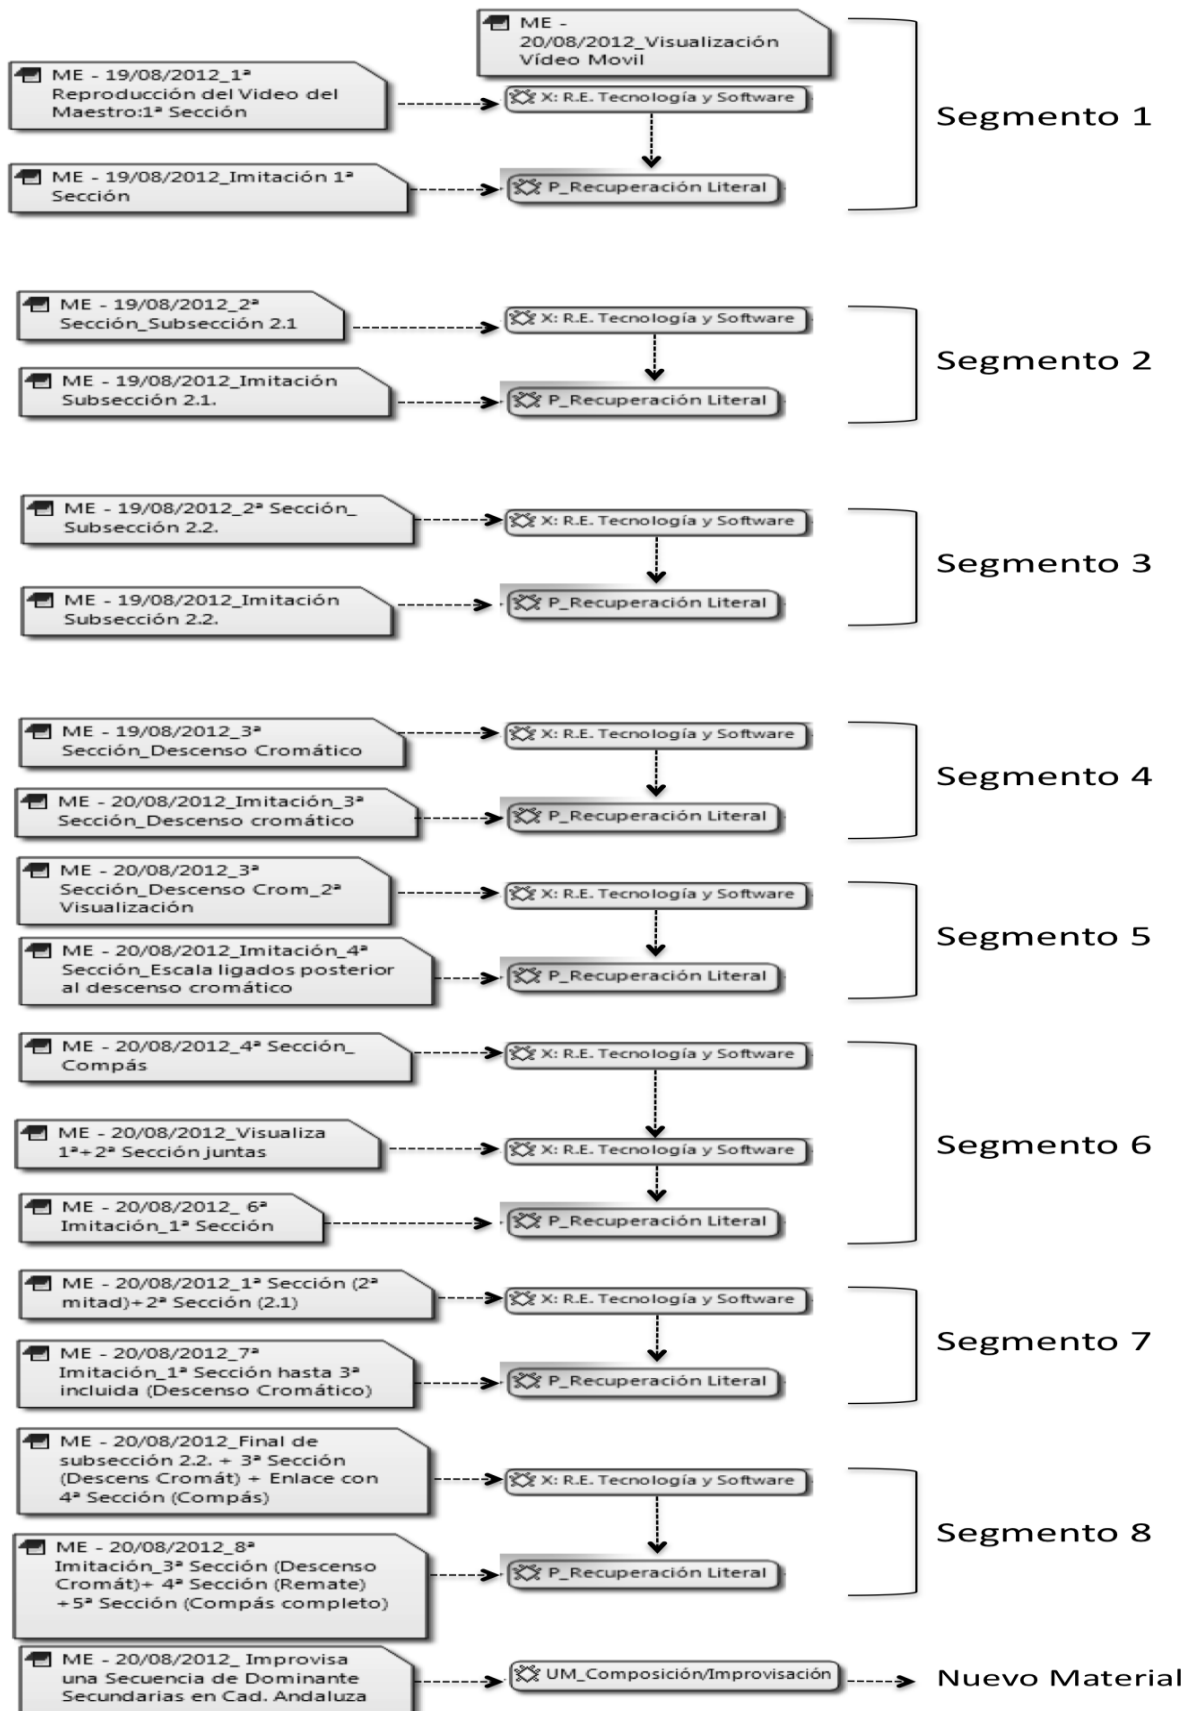 ME -
20/08/2012_Visualización
Vídeo Movil
ME - 19/08/2012_1ª
Reproducción del Video del
Maestro:1ª Sección
X: R.E. Tecnología y Software
Segmento 1
ME - 19/08/2012_Imitación 1ª
Sección
P_Recuperación Literal
ME - 19/08/2012_2ª
Sección_Subsección 2.1
X: R.E. Tecnología y Software
Segmento 2
ME - 19/08/2012_Imitación
Subsección 2.1.
P_Recuperación Literal
ME - 19/08/2012_2ª Sección_
Subsección 2.2.
X: R.E. Tecnología y Software
Segmento 3
ME - 19/08/2012_Imitación
Subsección 2.2.
P_Recuperación Literal
ME - 19/08/2012_3ª
Sección_Descenso Cromático
X: R.E. Tecnología y Software
Segmento 4
ME - 20/08/2012_Imitación_3ª
Sección_Descenso cromático
P_Recuperación Literal
ME - 20/08/2012_3ª
Sección_Descenso Crom_2ª
Visualización
X: R.E. Tecnología y Software
Segmento 5
ME - 20/08/2012_Imitación_4ª
Sección_Escala ligados posterior
al descenso cromático
P_Recuperación Literal
ME - 20/08/2012_4ª Sección_
Compás
X: R.E. Tecnología y Software
ME - 20/08/2012_Visualiza
1ª+2ª Sección juntas
X: R.E. Tecnología y Software
Segmento 6
ME - 20/08/2012_ 6ª
Imitación_1ª Sección
P_Recuperación Literal
ME - 20/08/2012_1ª Sección (2ª
mitad)+2ª Sección (2.1)
X: R.E. Tecnología y Software
Segmento 7
ME - 20/08/2012_7ª
Imitación_1ª Sección hasta 3ª
incluida (Descenso Cromático)
P_Recuperación Literal
ME - 20/08/2012_Final de
subsección 2.2. + 3ª Sección
(Descens Cromát) + Enlace con
4ª Sección (Compás)
X: R.E. Tecnología y Software
Segmento 8
ME - 20/08/2012_8ª
Imitación_3ª Sección (Descenso
Cromát)+ 4ª Sección (Remate)
+5ª Sección (Compás completo)
P_Recuperación Literal
ME - 20/08/2012_ Improvisa
una Secuencia de Dominante
Secundarias en Cad. Andaluza
UM_Composición/Improvisación
Nuevo Material